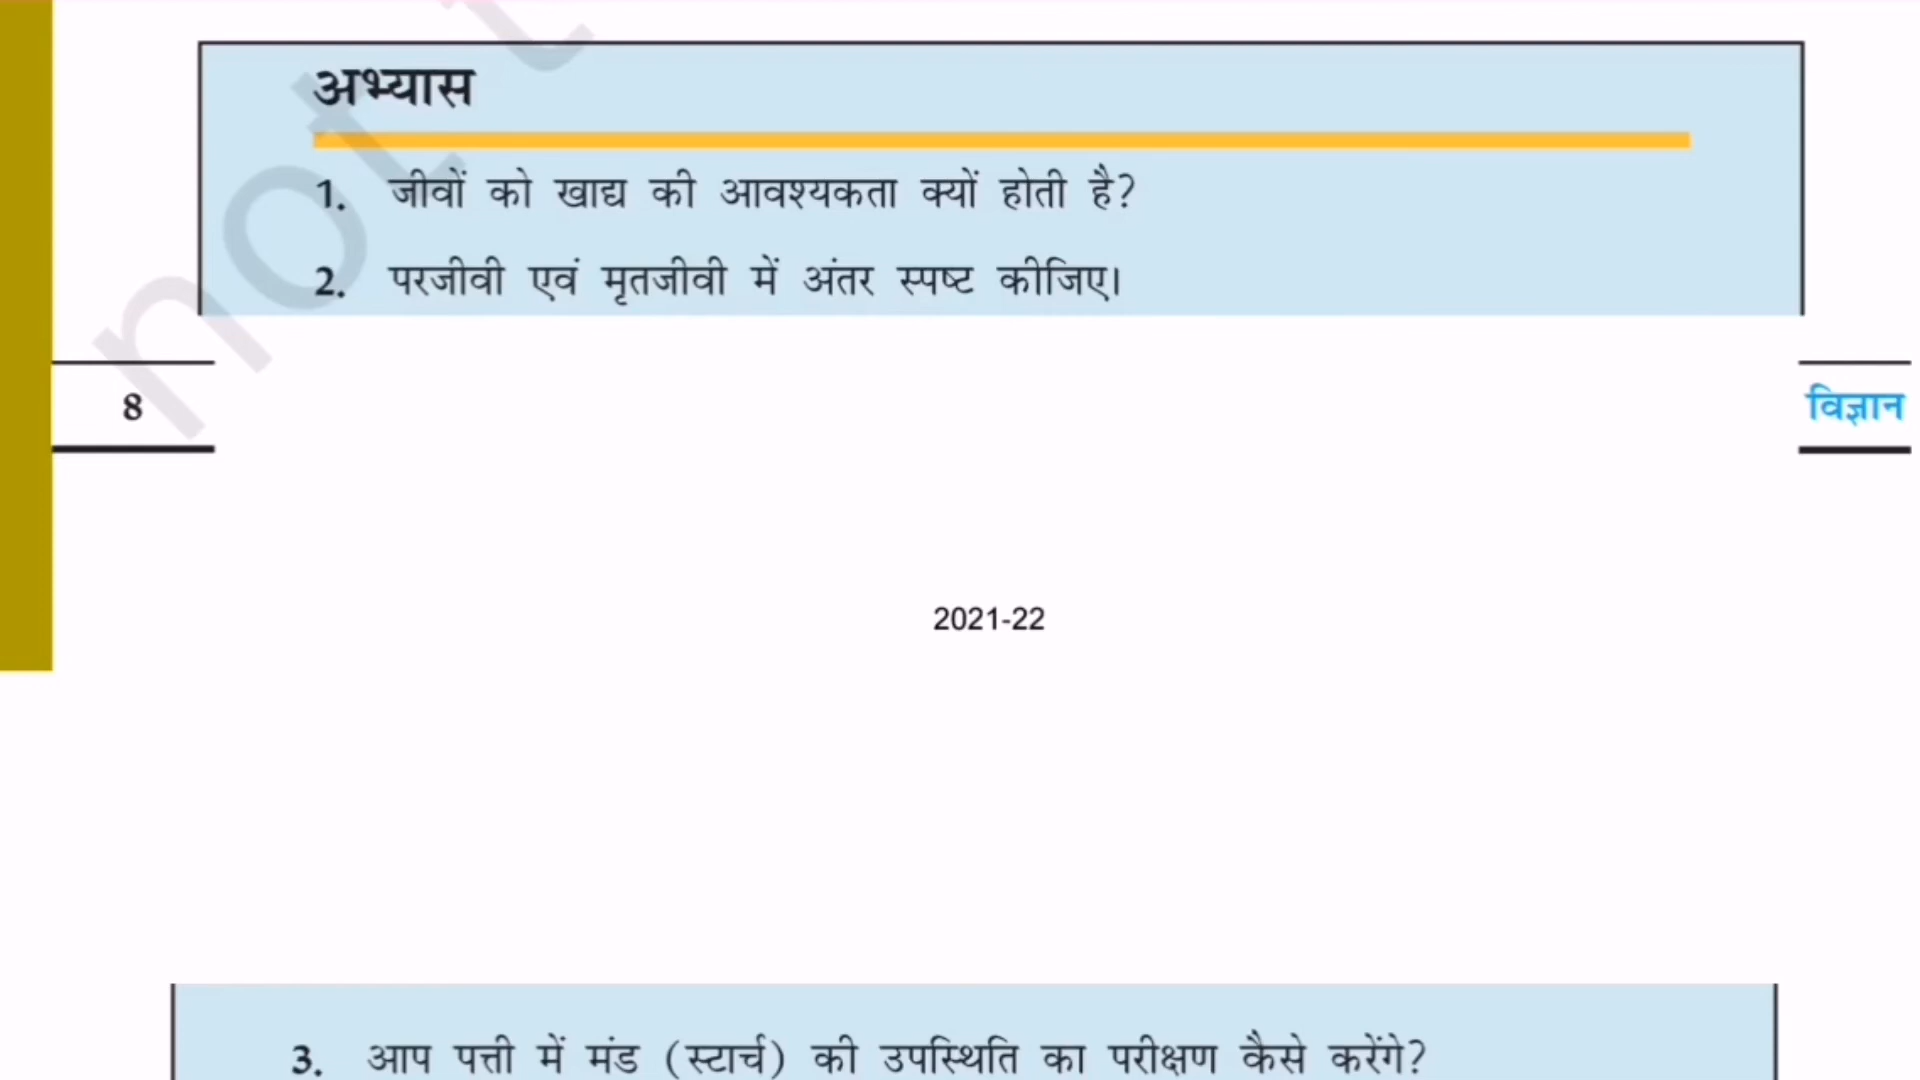 अभ्यास
1. जीवों को खाद्य की आवश्यकता क्यों होती है?
2. परजीवी एवं मृतजीवी में अंतर स्पष्ट कीजिए।
not
8
विज्ञान
2021-22
3. आप पत्ती में मंड (स्टार्च) की उपस्थिति का परीक्षण कैसे करेंगे?